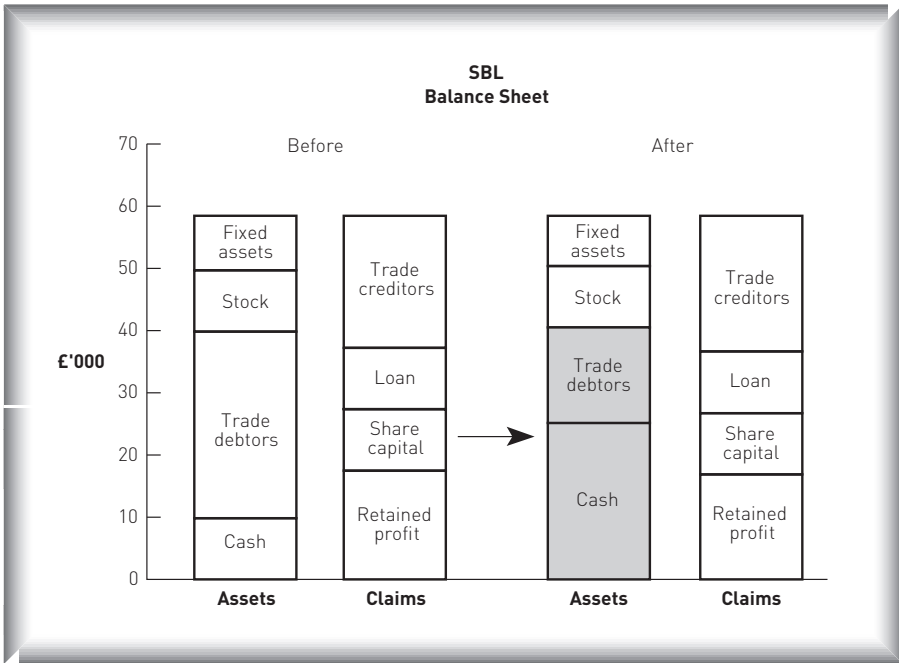 SBL
Balance Sheet
Before
After
70
60
50
40
30
20
10
0
£'000
Fixed
assets
Stock
Trade
debtors
Cash
Trade
creditors
Loan
Share
capital
Retained
profit
Fixed
assets
Stock
Trade
debtors
Cash
Trade
creditors
Loan
Share
capital
Retained
profit
Assets
Claims
Assets
Claims